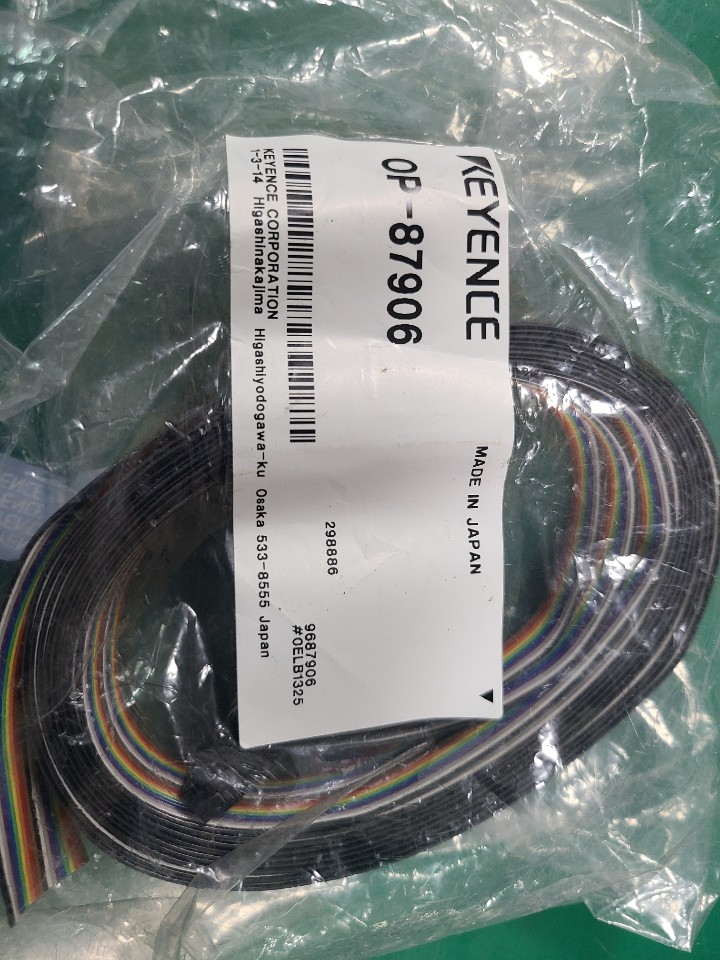 KEYENCE
MADE IN JAPAN
OP-87906
298886
9687906
#0ELB1325
KEYENCE CORPORATION
1-3-14 Higashinakajima Higashiyodogawa-ku Osaka 533-8555 Japan